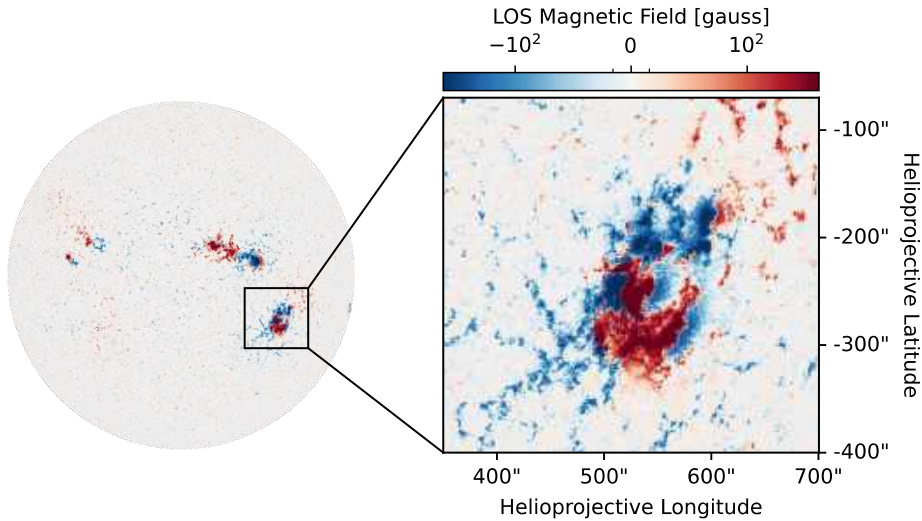 LOS Magnetic Field [gauss]
−10² 0 10²
-100"
-200"
-300"
-400"
Helioprojective Latitude
400" 500" 600" 700"
Helioprojective Longitude